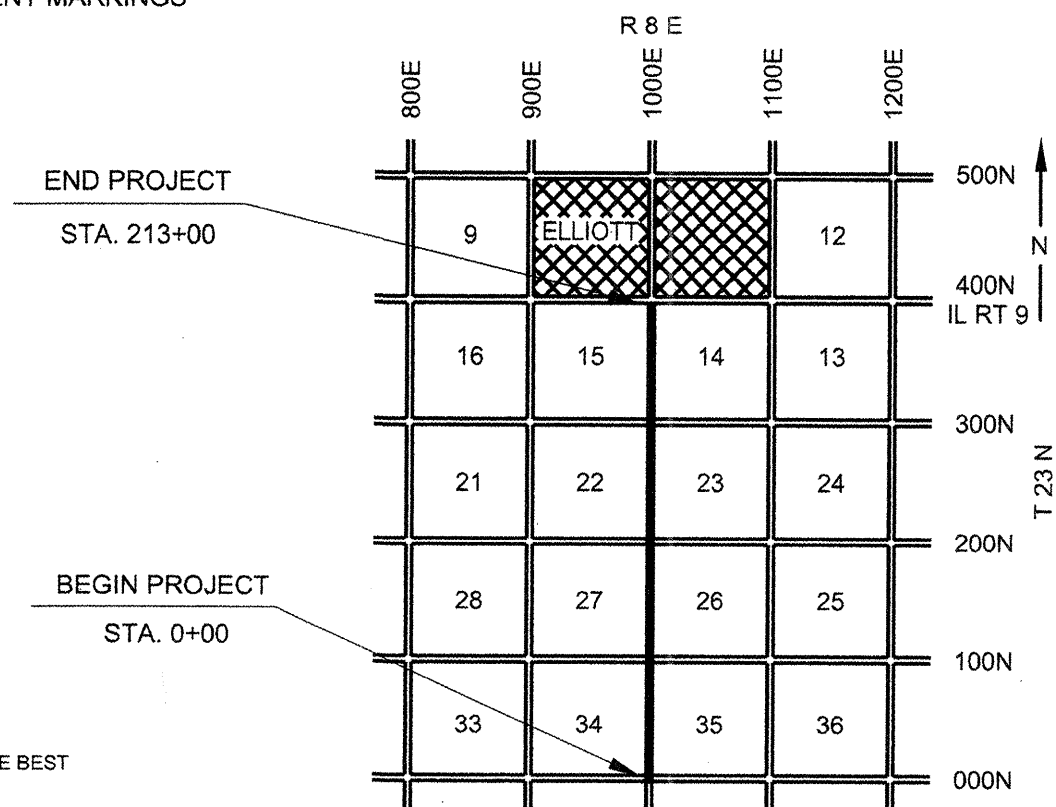 MARKINGS
R 8 E
800E
900E
1000E
1100E
1200E
END PROJECT
STA. 213+00
500N
9
ELLIOTT
12
N
400N
IL RT 9
16
15
14
13
300N
21
22
23
24
T 23 N
200N
BEGIN PROJECT
STA. 0+00
28
27
26
25
100N
33
34
35
36
BEST
000N